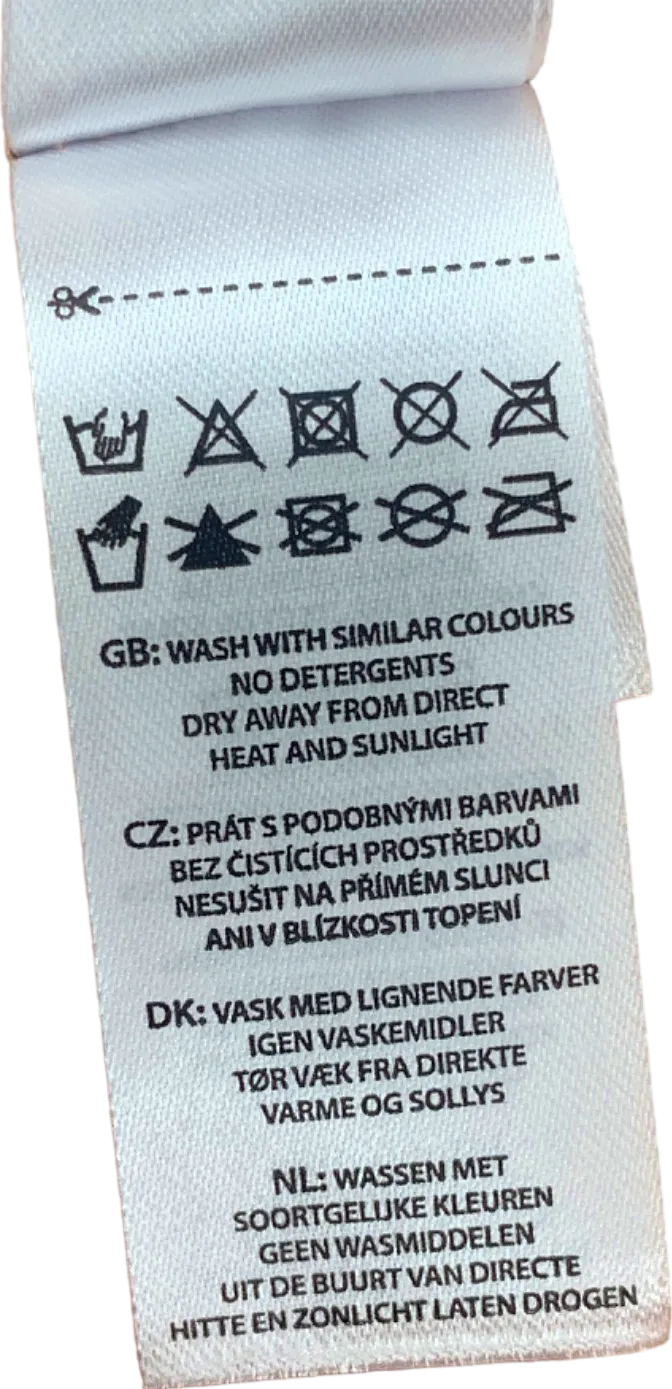 GB: WASH WITH SIMILAR COLOURS
NO DETERGENTS
DRY AWAY FROM DIRECT
HEAT AND SUNLIGHT
CZ: PRÁT S PODOBNÝMI BARVAMI
BEZ ČISTÍCÍCH PROSTŘEDKŮ
NESUŠIT NA PŘÍMÉM SLUNCI
ANI V BLÍZKOSTI TOPENÍ
DK: VASK MED LIGNENDE FARVER
IGEN VASKEMIDLER
TØR VÆK FRA DIREKTE
VARME OG SOLLYS
NL: WASSEN MET
SOORTGELIJKE KLEUREN
GEEN WASMIDDELEN
UIT DE BUURT VAN DIRECTE
HITTE EN ZONLICHT LATEN DROGEN